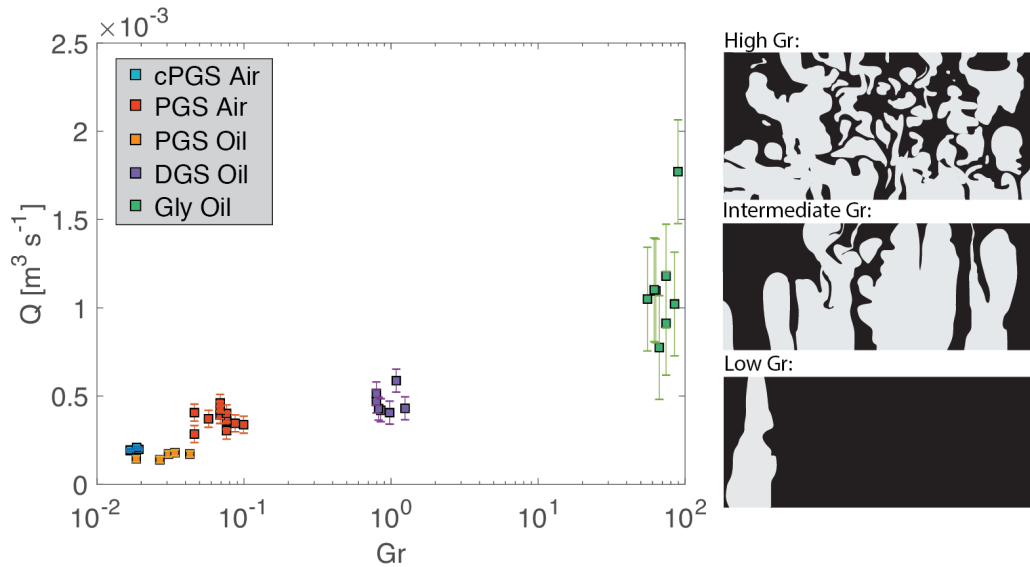 ×10⁻³
2.5
2
1.5
1
0.5
0
Q [m³ s⁻¹]
cPGS Air
PGS Air
PGS Oil
DGS Oil
Gly Oil
10⁻² 10⁻¹ 10⁰ 10¹ 10²
Gr
High Gr:
Intermediate Gr:
Low Gr: